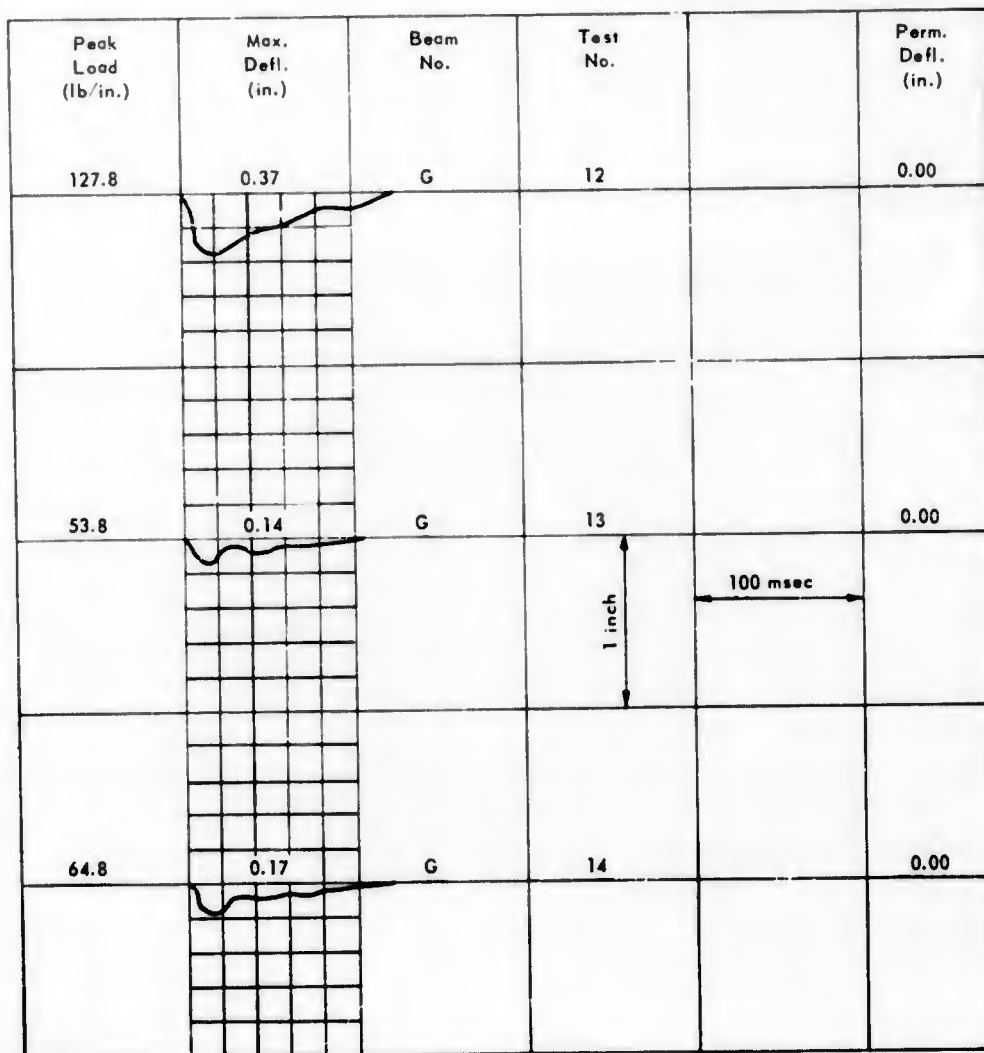 Peak
Load
(lb/in.)
Max.
Defl.
(in.)
Beam
No.
Test
No.
Perm.
Defl.
(in.)
127.8 0.37 G 12 0.00
53.8 0.14 G 13 0.00
1 inch
100 msec
64.8 0.17 G 14 0.00